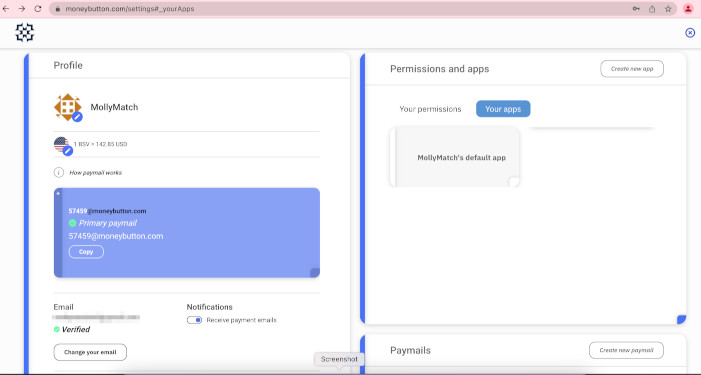 moneybutton.com/settings#_yourApps
Profile
MollyMatch
1 BSV = 142.85 USD
How paymail works
57459@moneybutton.com
Primary paymail
57459@moneybutton.com
Copy
Email
Verified
Change your email
Notifications
Receive payment emails
Permissions and apps
Create new app
Your permissions
Your apps
MollyMatch's default app
Paymails
Create new paymail
Screenshot